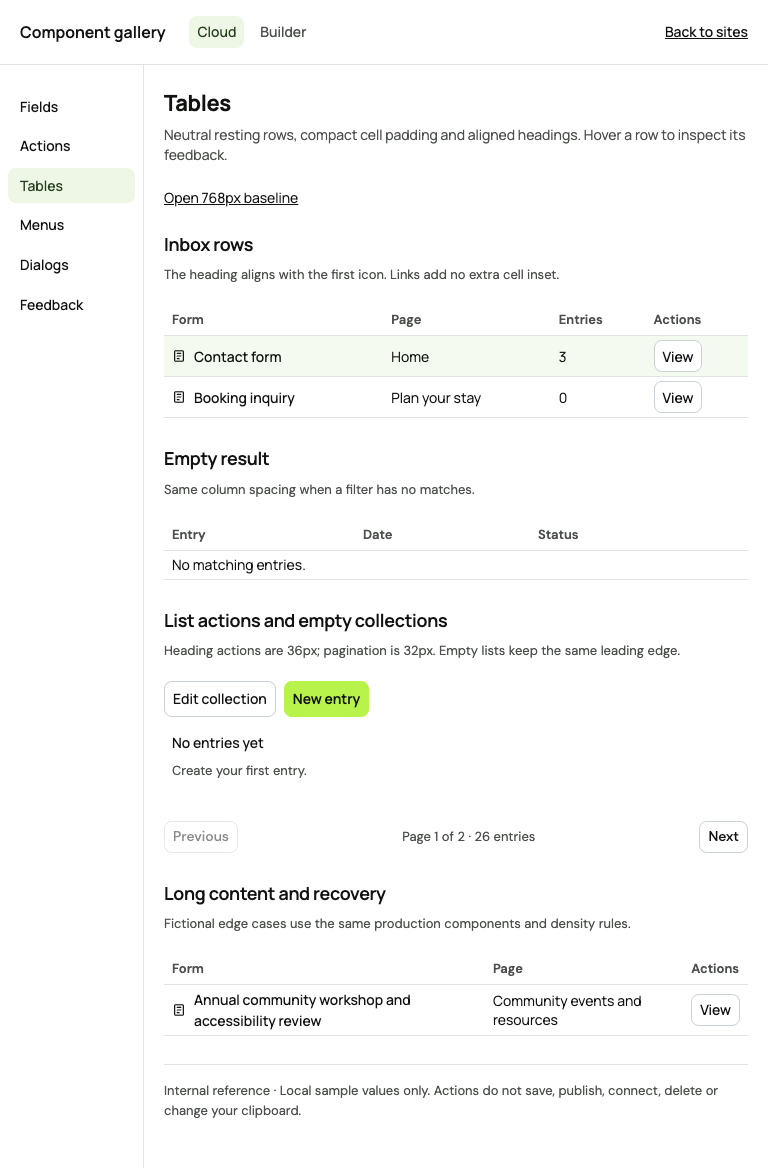 Component gallery
Cloud
Builder
Back to sites
Fields
Actions
Tables
Menus
Dialogs
Feedback
Tables
Neutral resting rows, compact cell padding and aligned headings. Hover a row to inspect its
feedback.
Open 768px baseline
Inbox rows
The heading aligns with the first icon. Links add no extra cell inset.
Form Page Entries Actions
Contact form Home 3 View
Booking inquiry Plan your stay 0 View
Empty result
Same column spacing when a filter has no matches.
Entry Date Status
No matching entries.
List actions and empty collections
Heading actions are 36px; pagination is 32px. Empty lists keep the same leading edge.
Edit collection New entry
No entries yet
Create your first entry.
Previous Page 1 of 2 · 26 entries Next
Long content and recovery
Fictional edge cases use the same production components and density rules.
Form Page Actions
Annual community workshop and
accessibility review
Community events and
resources
View
Internal reference · Local sample values only. Actions do not save, publish, connect, delete or
change your clipboard.